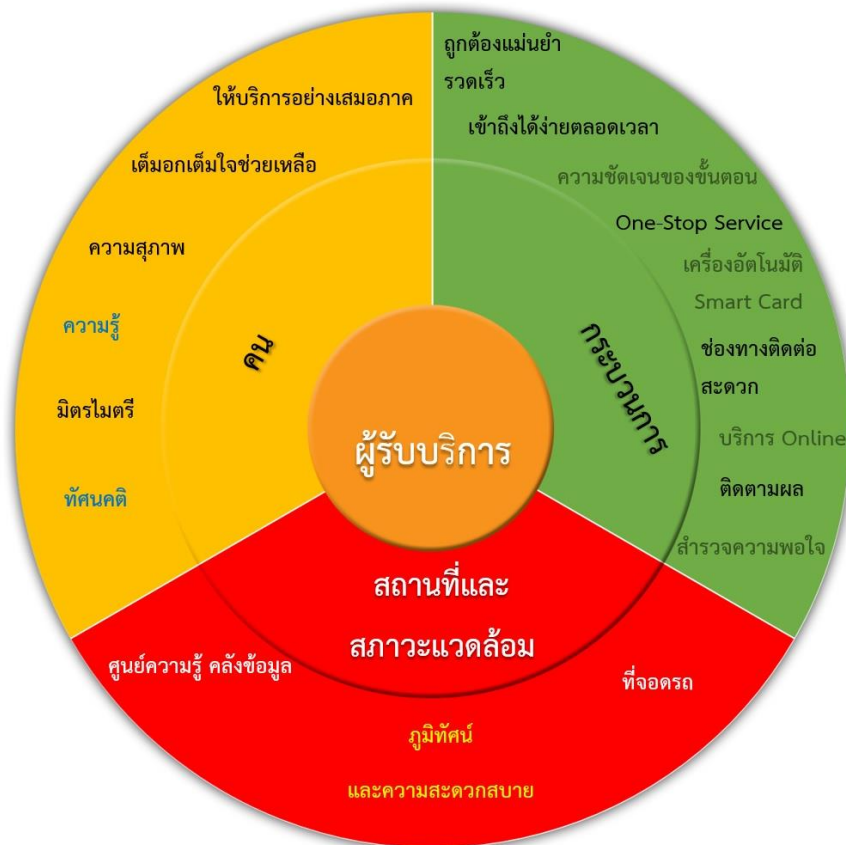 ให้บริการอย่างเสมอภาค
เต็มอกเต็มใจช่วยเหลือ
ความสุภาพ
ความรู้
มิตรไมตรี
ทัศนคติ
คน
ถูกต้องแม่นยำ
รวดเร็ว
เข้าถึงได้ง่ายตลอดเวลา
ความชัดเจนของขั้นตอน
One-Stop Service
เครื่องอัตโนมัติ
Smart Card
ช่องทางติดต่อ
สะดวก
บริการ Online
ติดตามผล
สำรวจความพอใจ
กระบวนการ
ผู้รับบริการ
สถานที่และ
สภาวะแวดล้อม
ศูนย์ความรู้ คลังข้อมูล
ที่จอดรถ
ภูมิทัศน์
และความสะดวกสบาย